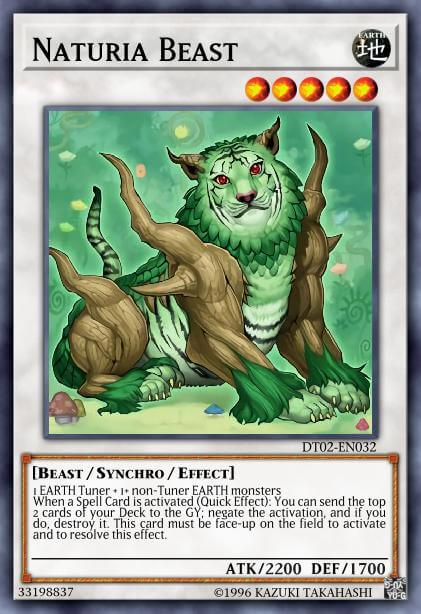 NATURIA BEAST
EARTH
地
DT02-EN032
[BEAST / SYNCHRO / EFFECT]
1 EARTH Tuner + 1+ non-Tuner EARTH monsters
When a Spell Card is activated (Quick Effect): You can send the top
2 cards of your Deck to the GY; negate the activation, and if you
do, destroy it. This card must be face-up on the field to activate
and to resolve this effect.
ATK/2200 DEF/1700
33198837
©1996 KAZUKI TAKAHASHI